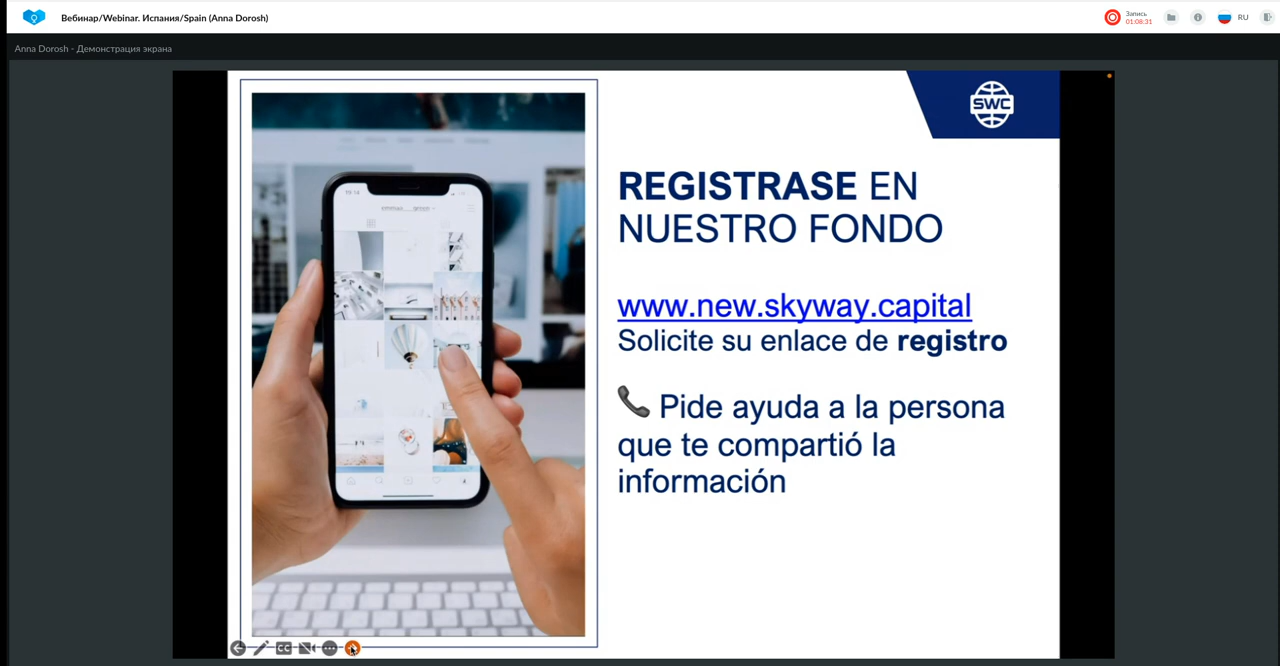 Вебинар/Webinar. Испания/Spain (Anna Dorosh)
Запись
01:08:31
RU
Anna Dorosh - Демонстрация экрана
SWC
REGISTRASE EN
NUESTRO FONDO
www.new.skyway.capital
Solicite su enlace de registro
Pide ayuda a la persona
que te compartió la
información
CC